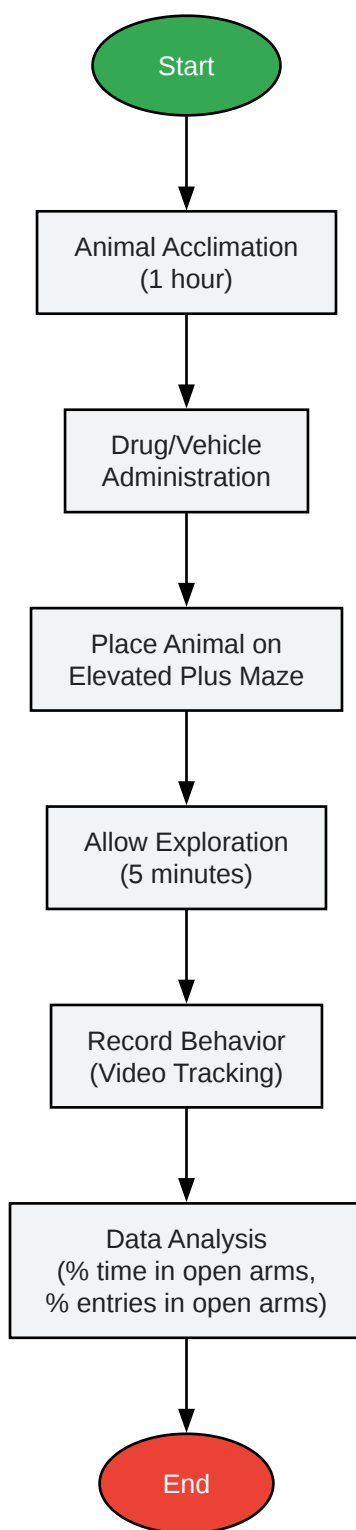 Start
Animal Acclimation
(1 hour)
Drug/Vehicle
Administration
Place Animal on
Elevated Plus Maze
Allow Exploration
(5 minutes)
Record Behavior
(Video Tracking)
Data Analysis
(% time in open arms,
% entries in open arms)
End